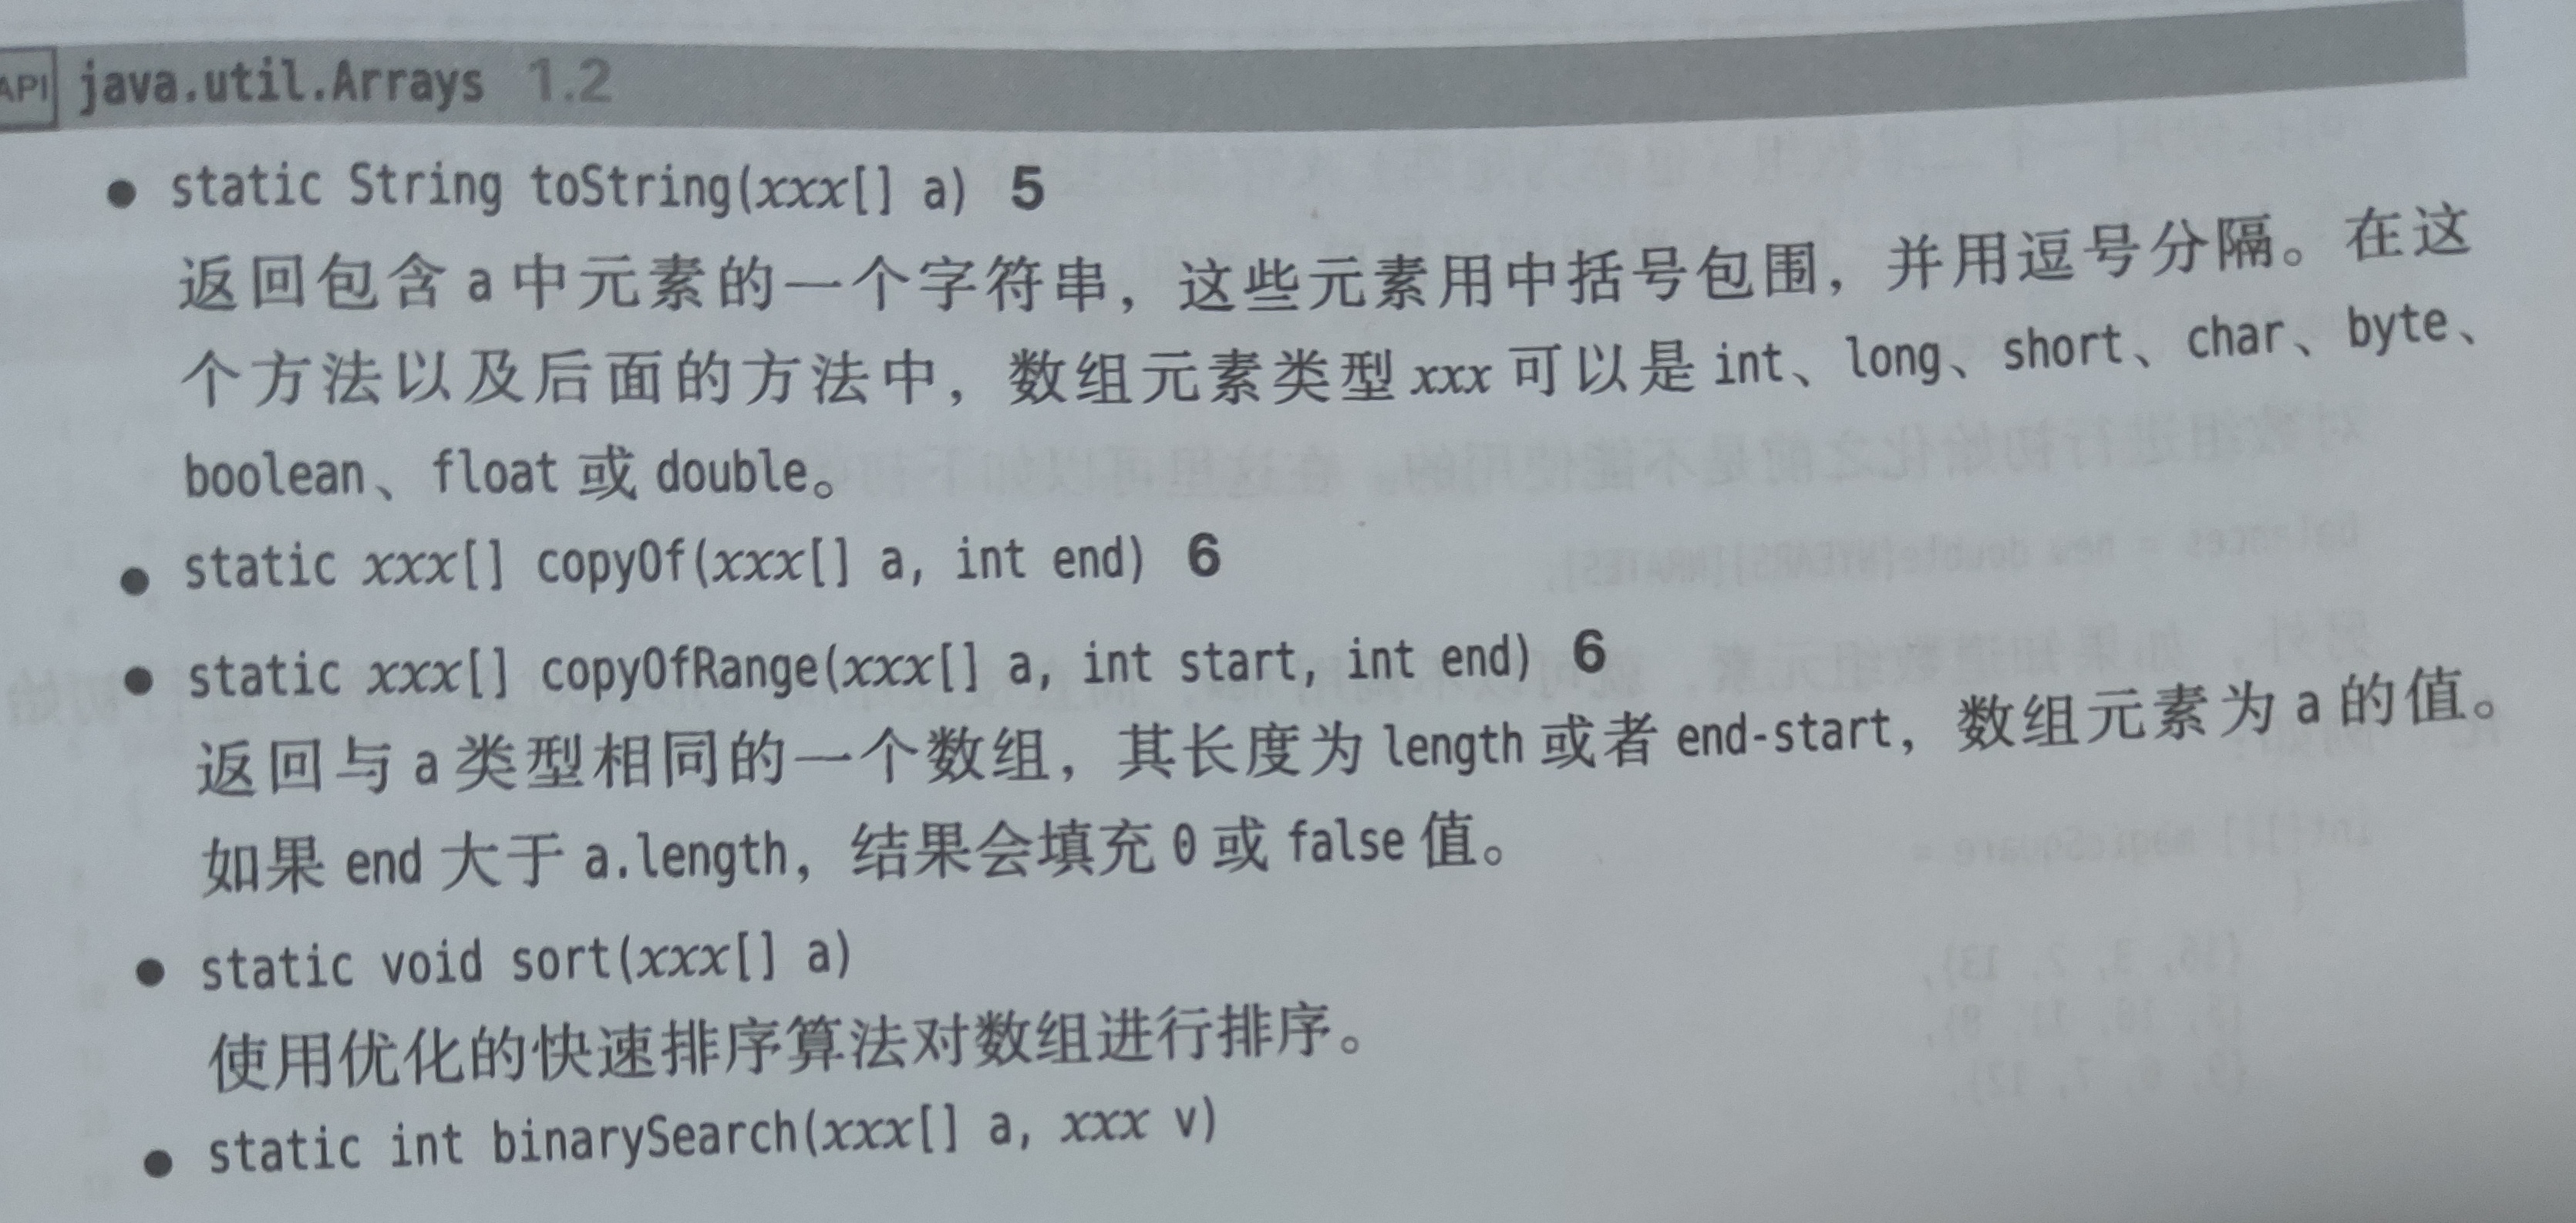 API java.util.Arrays 1.2
● static String toString(xxx[] a) 5
返回包含 a 中元素的一个字符串，这些元素用中括号包围，并用逗号分隔。在这
个方法以及后面的方法中，数组元素类型 xxx 可以是 int、long、short、char、byte、
boolean、float 或 double。
● static xxx[] copyOf(xxx[] a, int end) 6
● static xxx[] copyOfRange(xxx[] a, int start, int end) 6
返回与 a 类型相同的一个数组，其长度为 length 或者 end-start，数组元素为 a 的值。
如果 end 大于 a.length，结果会填充 0 或 false 值。
● static void sort(xxx[] a)
使用优化的快速排序算法对数组进行排序。
● static int binarySearch(xxx[] a, xxx v)